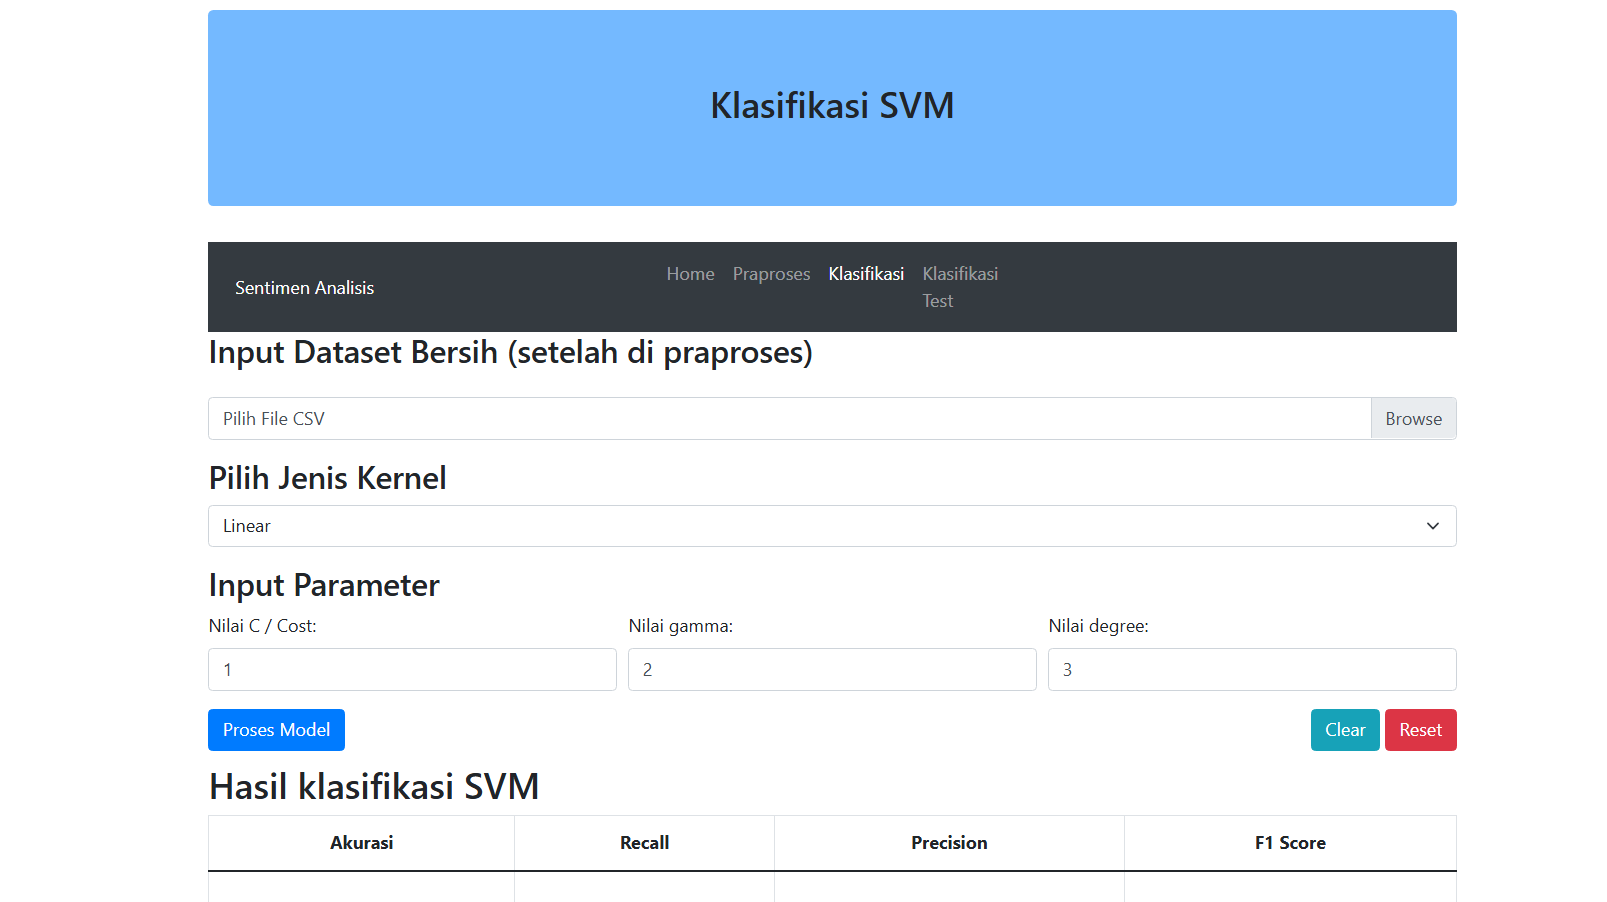 Klasifikasi SVM
Sentimen Analisis
Home Praproses Klasifikasi Klasifikasi
Test
Input Dataset Bersih (setelah di praproses)
Pilih File CSV Browse
Pilih Jenis Kernel
Linear
Input Parameter
Nilai C / Cost: Nilai gamma: Nilai degree:
1 2 3
Proses Model Clear Reset
Hasil klasifikasi SVM
Akurasi Recall Precision F1 Score